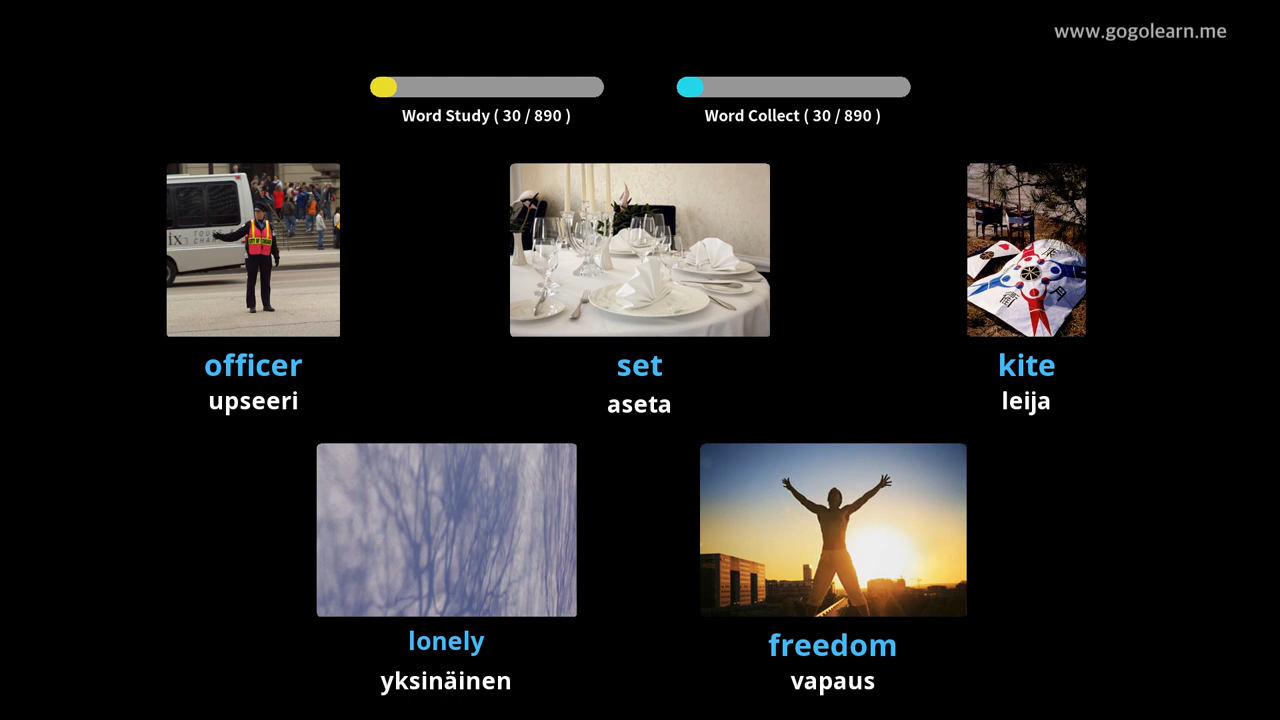 www.gogolearn.me
Word Study ( 30 / 890 )
Word Collect ( 30 / 890 )
officer
upseeri
set
aseta
kite
leija
lonely
yksinäinen
freedom
vapaus